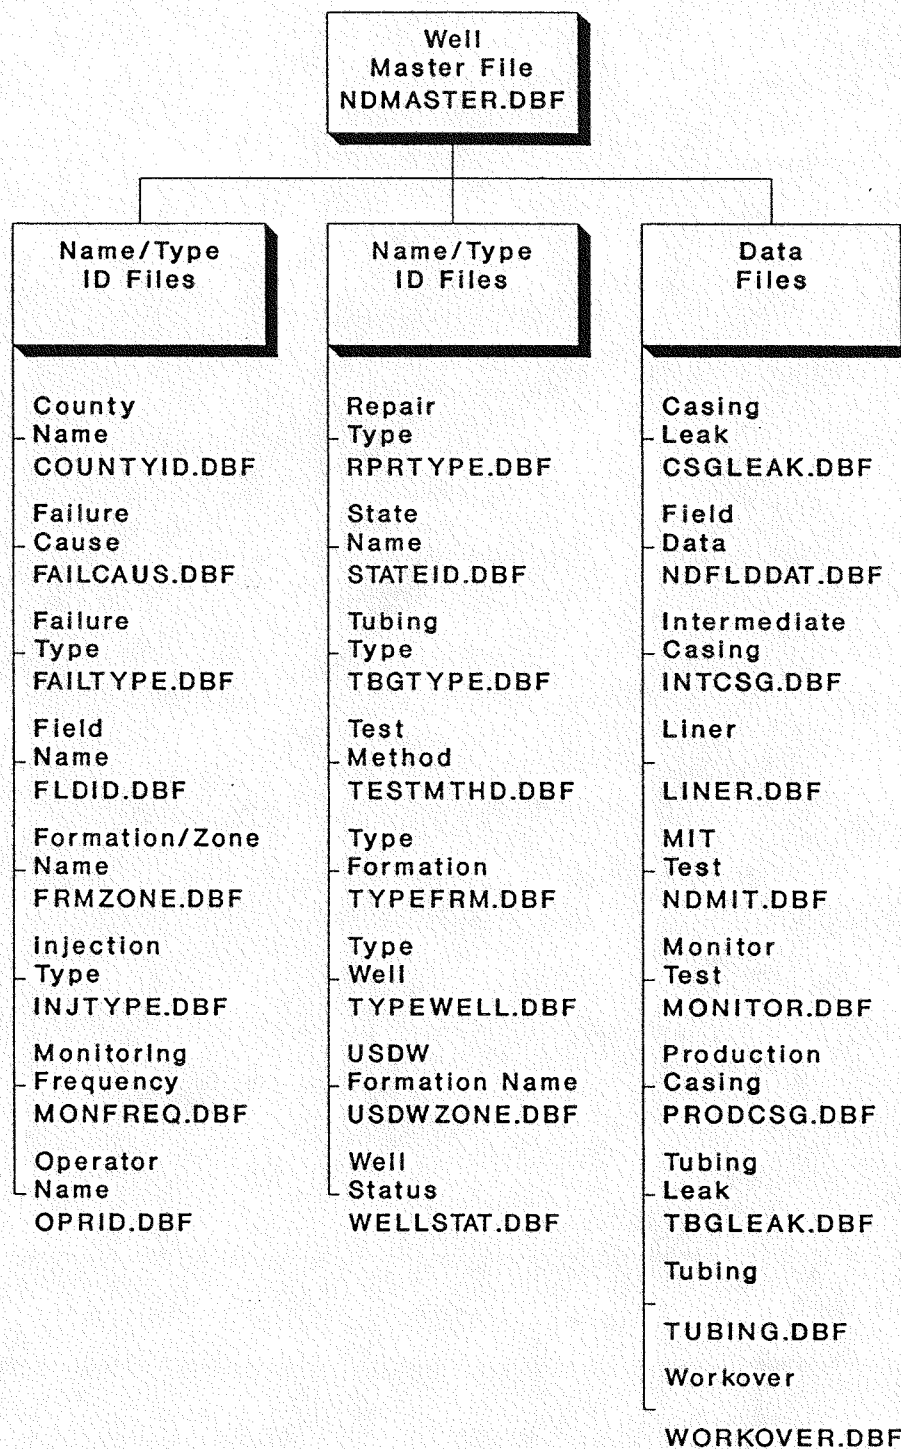 Well
Master File
NDMASTER.DBF
Name/Type
ID Files
County
Name
COUNTYID.DBF
Failure
Cause
FAILCAUS.DBF
Failure
Type
FAILTYPE.DBF
Field
Name
FLDID.DBF
Formation/Zone
Name
FRMZONE.DBF
Injection
Type
INJTYPE.DBF
Monitoring
Frequency
MONFREQ.DBF
Operator
Name
OPRID.DBF
Name/Type
ID Files
Repair
Type
RPRTYPE.DBF
State
Name
STATEID.DBF
Tubing
Type
TBGTYPE.DBF
Test
Method
TESTMTHD.DBF
Type
Formation
TYPEFRM.DBF
Type
Well
TYPEWELL.DBF
USDW
Formation Name
USDWZONE.DBF
Well
Status
WELLSTAT.DBF
Data
Files
Casing
Leak
CSGLEAK.DBF
Field
Data
NDFLDDAT.DBF
Intermediate
Casing
INTCSG.DBF
Liner
LINER.DBF
MIT
Test
NDMIT.DBF
Monitor
Test
MONITOR.DBF
Production
Casing
PRODCSG.DBF
Tubing
Leak
TBGLEAK.DBF
Tubing
TUBING.DBF
Workover
WORKOVER.DBF